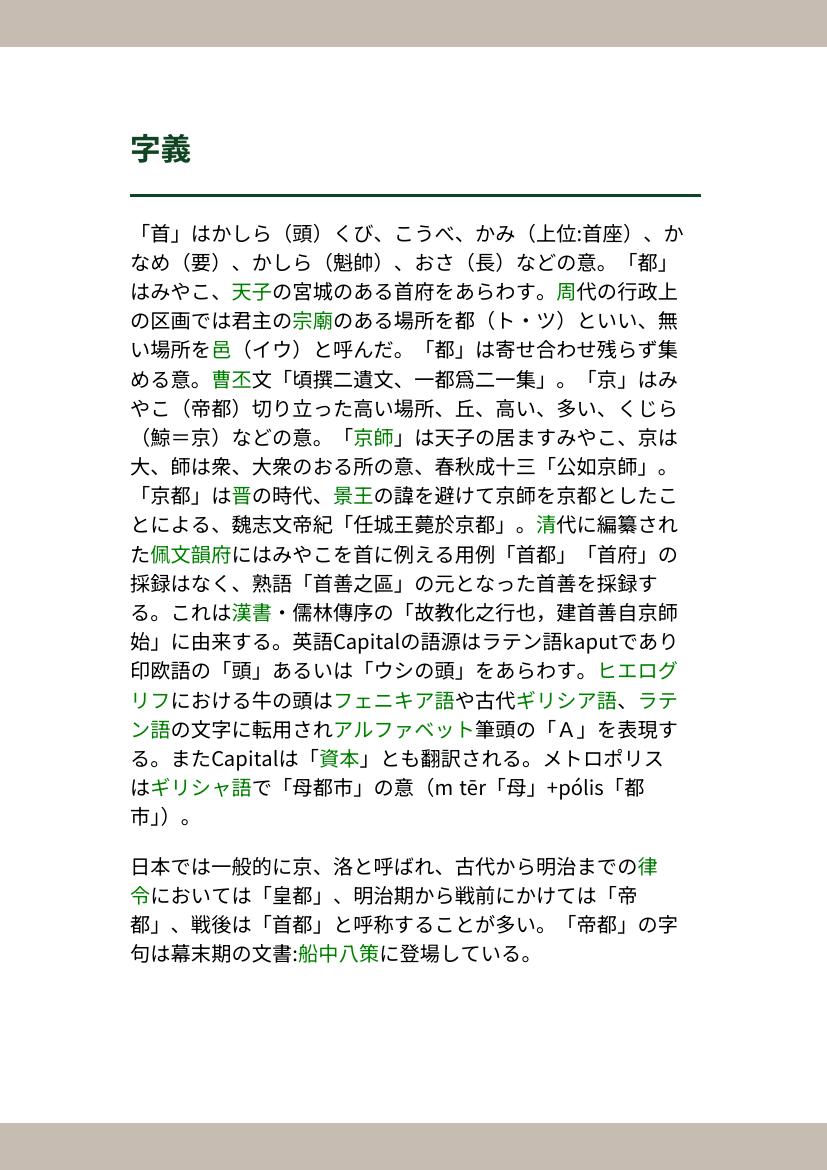 字義
「首」はかしら（頭）くび、こうべ、かみ（上位:首座）、か
なめ（要）、かしら（魁帥）、おさ（長）などの意。「都」
はみやこ、天子の宮城のある首府をあらわす。周代の行政上
の区画では君主の宗廟のある場所を都（ト・ツ）といい、無
い場所を邑（イウ）と呼んだ。「都」は寄せ合わせ残らず集
める意。曹丕文「頃撰二遺文、一都爲二一集」。「京」はみ
やこ（帝都）切り立った高い場所、丘、高い、多い、くじら
（鯨＝京）などの意。「京師」は天子の居ますみやこ、京は
大、師は衆、大衆のおる所の意、春秋成十三「公如京師」。
「京都」は晋の時代、景王の諱を避けて京師を京都としたこ
とによる、魏志文帝紀「任城王薨於京都」。清代に編纂され
た佩文韻府にはみやこを首に例える用例「首都」「首府」の
採録はなく、熟語「首善之區」の元となった首善を採録す
る。これは漢書・儒林傳序の「故教化之行也，建首善自京師
始」に由来する。英語Capitalの語源はラテン語kaputであり
印欧語の「頭」あるいは「ウシの頭」をあらわす。ヒエログ
リフにおける牛の頭はフェニキア語や古代ギリシア語、ラテ
ン語の文字に転用されアルファベット筆頭の「Ａ」を表現す
る。またCapitalは「資本」とも翻訳される。メトロポリス
はギリシャ語で「母都市」の意（m tēr「母」+pólis「都
市」）。
日本では一般的に京、洛と呼ばれ、古代から明治までの律
令においては「皇都」、明治期から戦前にかけては「帝
都」、戦後は「首都」と呼称することが多い。「帝都」の字
句は幕末期の文書:船中八策に登場している。